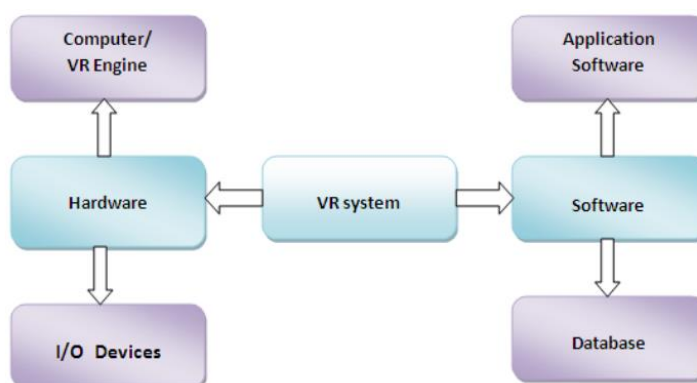 Computer/
VR Engine
Application
Software
Hardware
VR system
Software
I/O Devices
Database